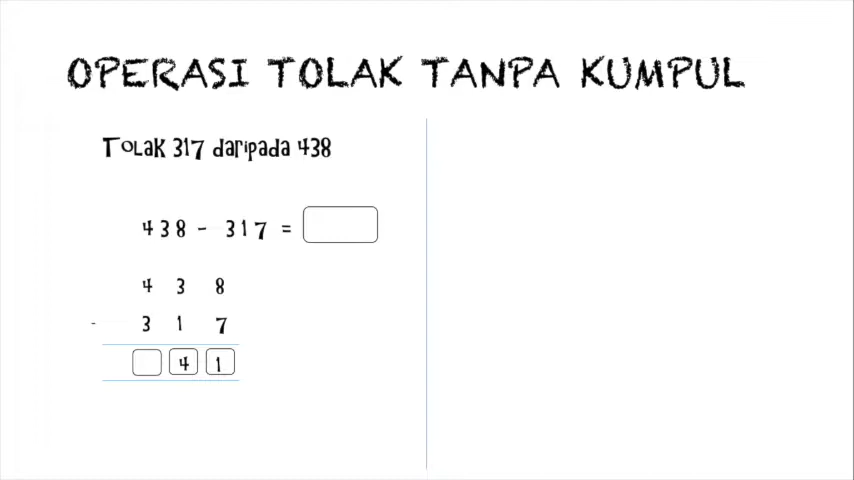 OPERASI TOLAK TANPA KUMPUL
Tolak 317 daripada 438
438 - 317 =
4 3 8
- 3 1 7
4 1